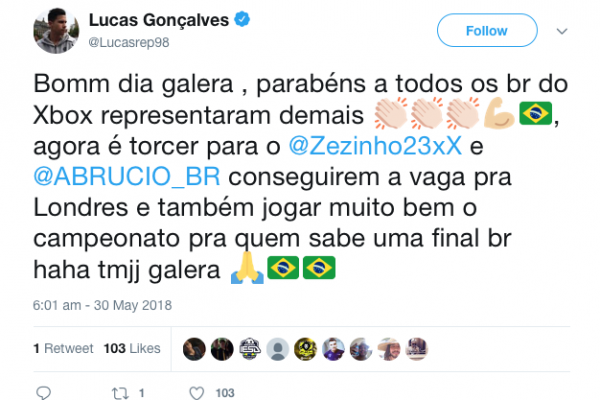 Lucas Gonçalves
@Lucasrep98
Follow
Bomm dia galera , parabéns a todos os br do
Xbox representaram demais 👏🏻👏🏻👏🏻💪🏼🇧🇷,
agora é torcer para o @Zezinho23xX e
@ABRUCIO_BR conseguirem a vaga pra
Londres e também jogar muito bem o
campeonato pra quem sabe uma final br
haha tmjj galera 🙏🇧🇷🇧🇷
6:01 am - 30 May 2018
1 Retweet 103 Likes
1 103